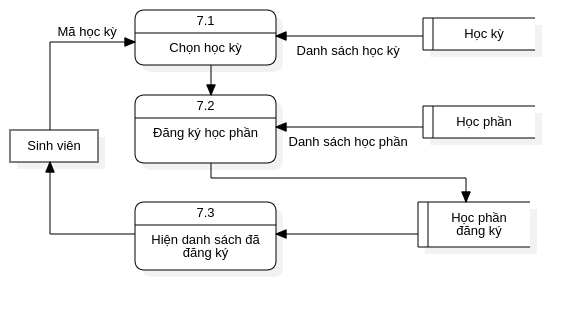 7.1
Mã học kỳ
Chọn học kỳ
Học kỳ
Danh sách học kỳ
7.2
Đăng ký học phần
Học phần
Danh sách học phần
Sinh viên
7.3
Hiện danh sách đã
đăng ký
Học phần
đăng ký